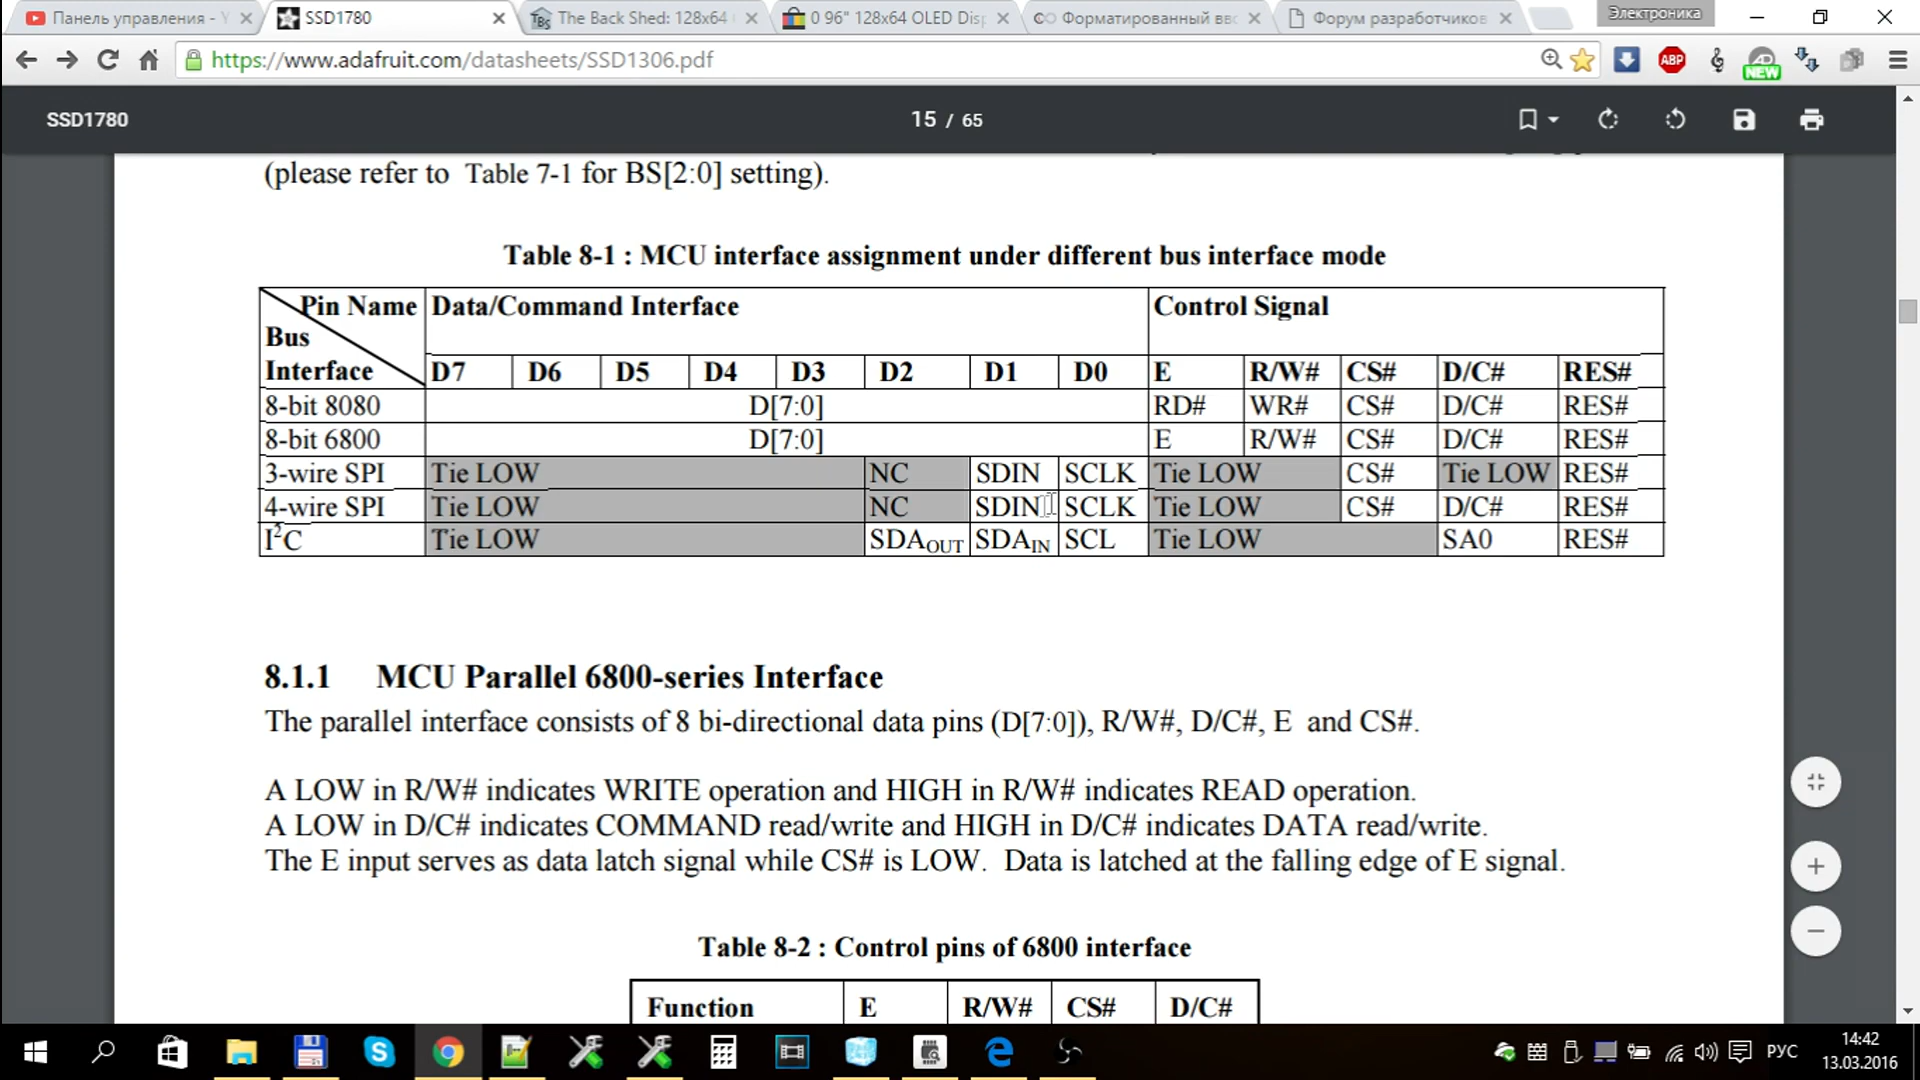 Панель управления - Y
SSD1780
The Back Shed: 128x64
0 96" 128x64 OLED Disp
Форматированный вво
Форум разработчиков
Электроника
https://www.adafruit.com/datasheets/SSD1306.pdf
ABP
NEW
SSD1780
15 / 65
(please refer to Table 7-1 for BS[2:0] setting).
Table 8-1 : MCU interface assignment under different bus interface mode
Pin Name Data/Command Interface Control Signal
Bus
Interface D7 D6 D5 D4 D3 D2 D1 D0 E R/W# CS# D/C# RES#
8-bit 8080 D[7:0] RD# WR# CS# D/C# RES#
8-bit 6800 D[7:0] E R/W# CS# D/C# RES#
3-wire SPI Tie LOW NC SDIN SCLK Tie LOW CS# Tie LOW RES#
4-wire SPI Tie LOW NC SDIN SCLK Tie LOW CS# D/C# RES#
I²C Tie LOW SDAOUT SDAIN SCL Tie LOW SA0 RES#
8.1.1 MCU Parallel 6800-series Interface
The parallel interface consists of 8 bi-directional data pins (D[7:0]), R/W#, D/C#, E and CS#.
A LOW in R/W# indicates WRITE operation and HIGH in R/W# indicates READ operation.
A LOW in D/C# indicates COMMAND read/write and HIGH in D/C# indicates DATA read/write.
The E input serves as data latch signal while CS# is LOW. Data is latched at the falling edge of E signal.
Table 8-2 : Control pins of 6800 interface
Function E R/W# CS# D/C#
РУС
14:42
13.03.2016